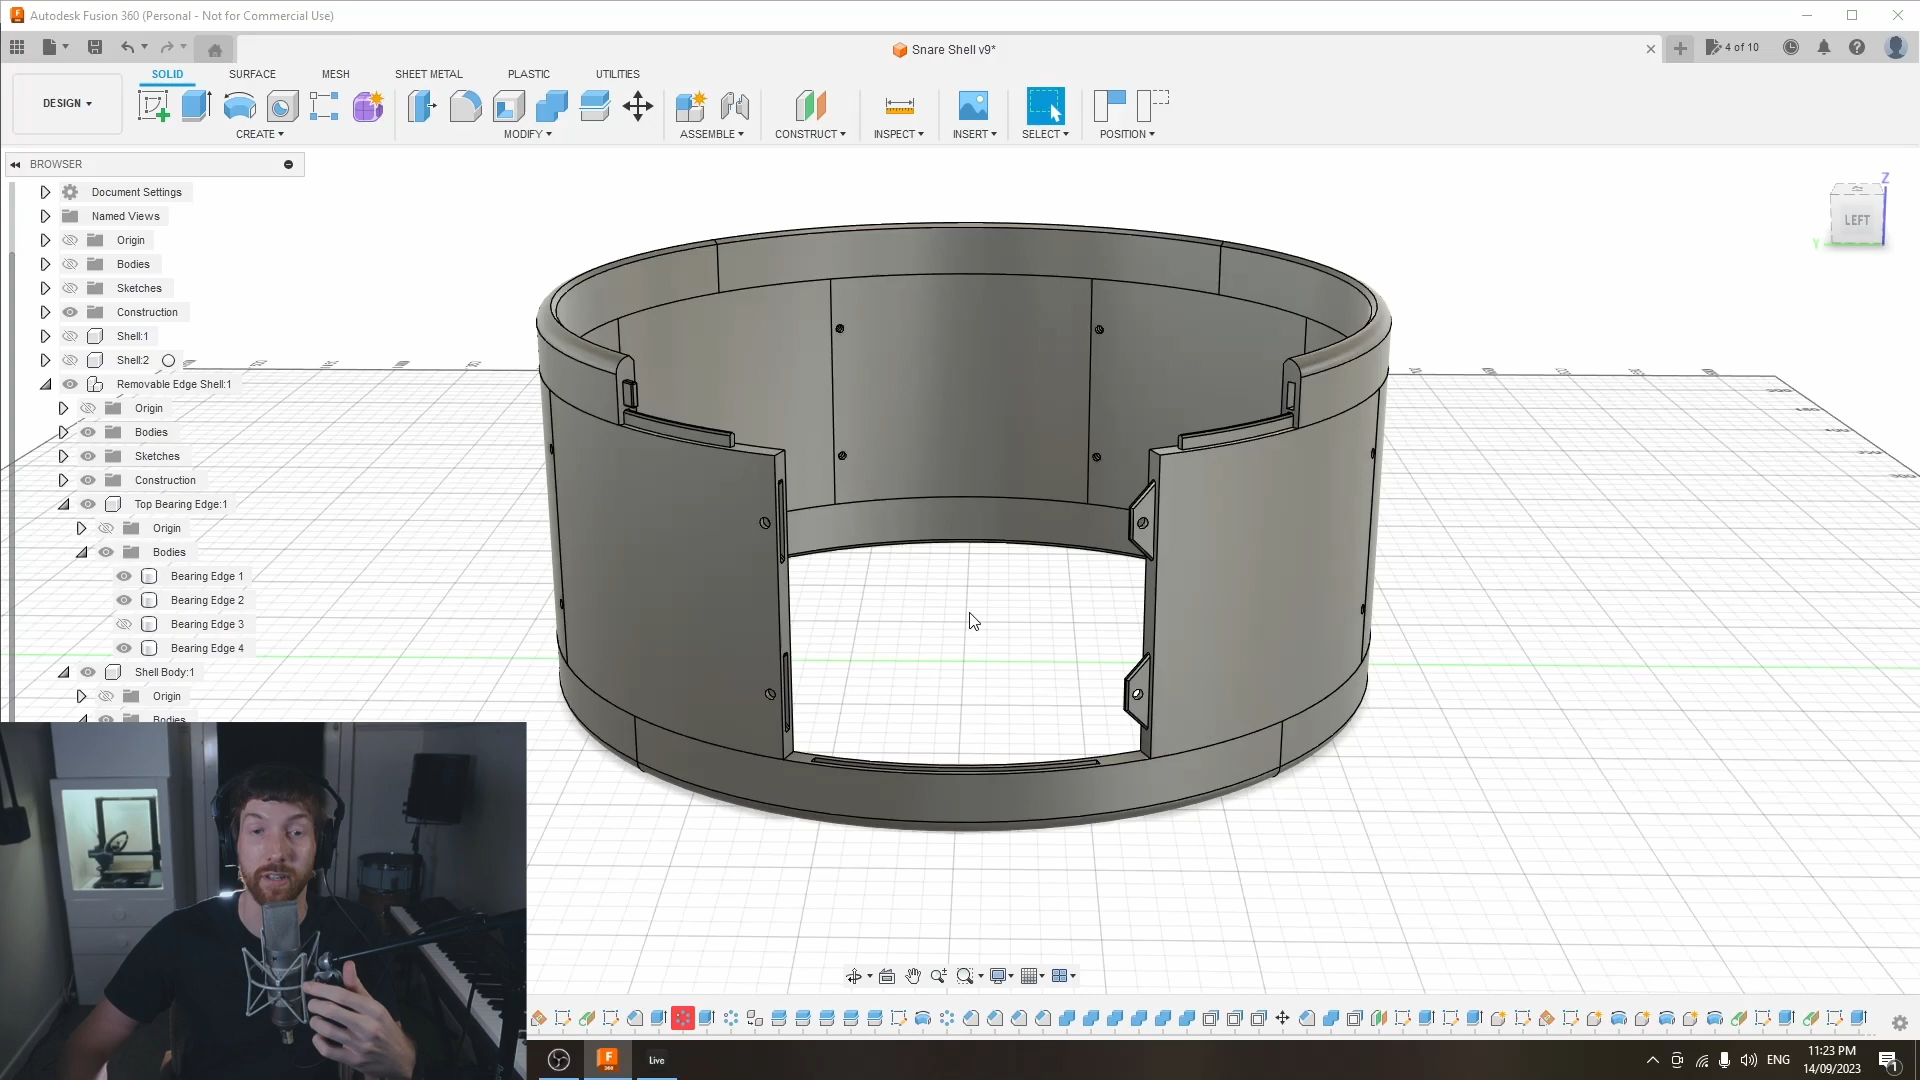 Autodesk Fusion 360 (Personal - Not for Commercial Use)
Snare Shell v9*
4 of 10
DESIGN
SOLID
SURFACE
MESH
SHEET METAL
PLASTIC
UTILITIES
CREATE
MODIFY
ASSEMBLE
CONSTRUCT
INSPECT
INSERT
SELECT
POSITION
BROWSER
Document Settings
Named Views
Origin
Bodies
Sketches
Construction
Shell:1
Shell:2
Removable Edge Shell:1
Origin
Bodies
Sketches
Construction
Top Bearing Edge:1
Origin
Bodies
Bearing Edge 1
Bearing Edge 2
Bearing Edge 3
Bearing Edge 4
Shell Body:1
Origin
Bodies
Z
LEFT
Y
F
360
Live
ENG
11:23 PM
14/09/2023
1